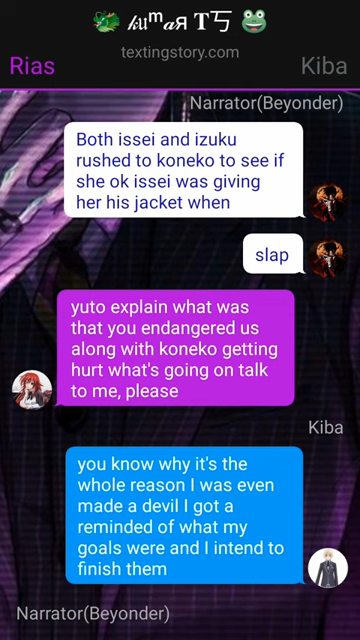 𝓴𝓾ᵐ𝓪я 𝐓丂
textingstory.com
Rias
Kiba
Narrator(Beyonder)
Both issei and izuku
rushed to koneko to see if
she ok issei was giving
her his jacket when
slap
yuto explain what was
that you endangered us
along with koneko getting
hurt what's going on talk
to me, please
Kiba
you know why it's the
whole reason I was even
made a devil I got a
reminded of what my
goals were and I intend to
finish them
Narrator(Beyonder)